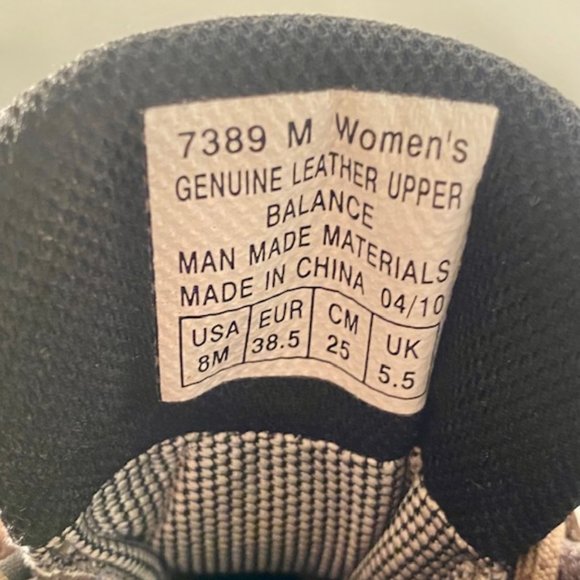 7389 M Women's
GENUINE LEATHER UPPER
BALANCE
MAN MADE MATERIALS
MADE IN CHINA 04/10
USA EUR CM UK
8M 38.5 25 5.5